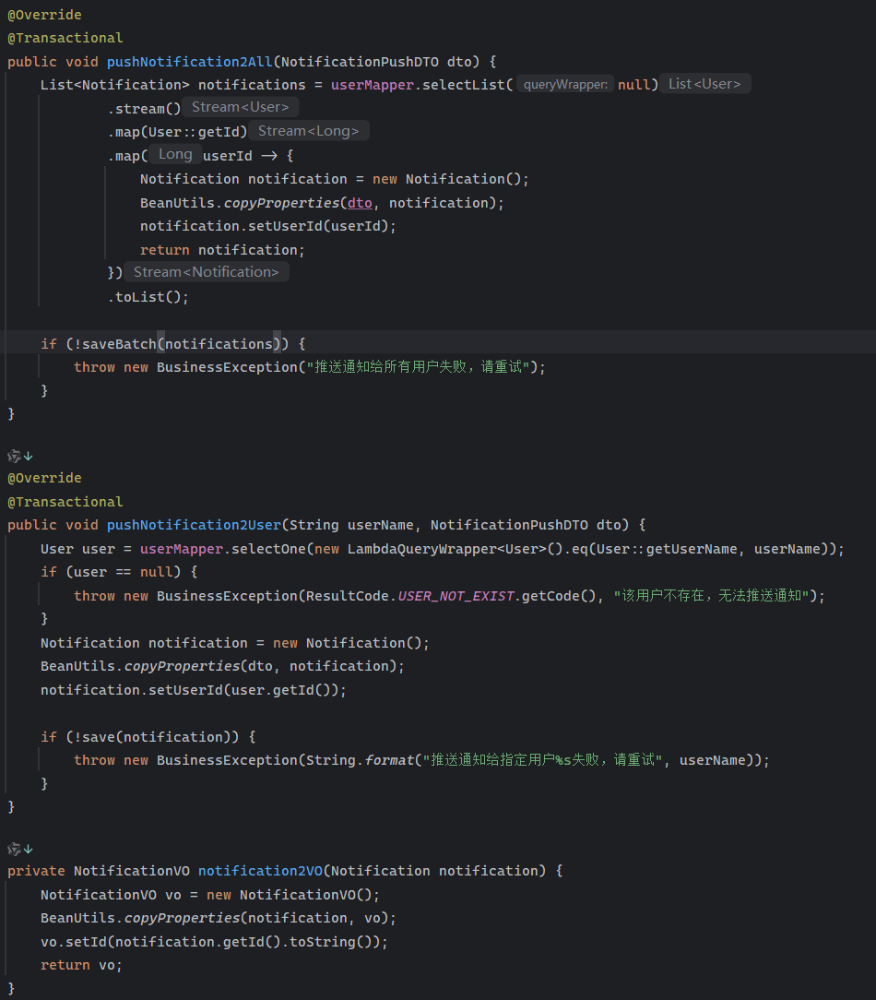 @Override
@Transactional
public void pushNotification2All(NotificationPushDTO dto) {
    List<Notification> notifications = userMapper.selectList( queryWrapper: null) List<User>
            .stream() Stream<User>
            .map(User::getId) Stream<Long>
            .map( Long userId -> {
                Notification notification = new Notification();
                BeanUtils.copyProperties(dto, notification);
                notification.setUserId(userId);
                return notification;
            }) Stream<Notification>
            .toList();
    if (!saveBatch(notifications)) {
        throw new BusinessException("推送通知给所有用户失败，请重试");
    }
}
@Override
@Transactional
public void pushNotification2User(String userName, NotificationPushDTO dto) {
    User user = userMapper.selectOne(new LambdaQueryWrapper<User>().eq(User::getUserName, userName));
    if (user == null) {
        throw new BusinessException(ResultCode.USER_NOT_EXIST.getCode(), "该用户不存在，无法推送通知");
    }
    Notification notification = new Notification();
    BeanUtils.copyProperties(dto, notification);
    notification.setUserId(user.getId());
    if (!save(notification)) {
        throw new BusinessException(String.format("推送通知给指定用户%s失败，请重试", userName));
    }
}
private NotificationVO notification2VO(Notification notification) {
    NotificationVO vo = new NotificationVO();
    BeanUtils.copyProperties(notification, vo);
    vo.setId(notification.getId().toString());
    return vo;
}